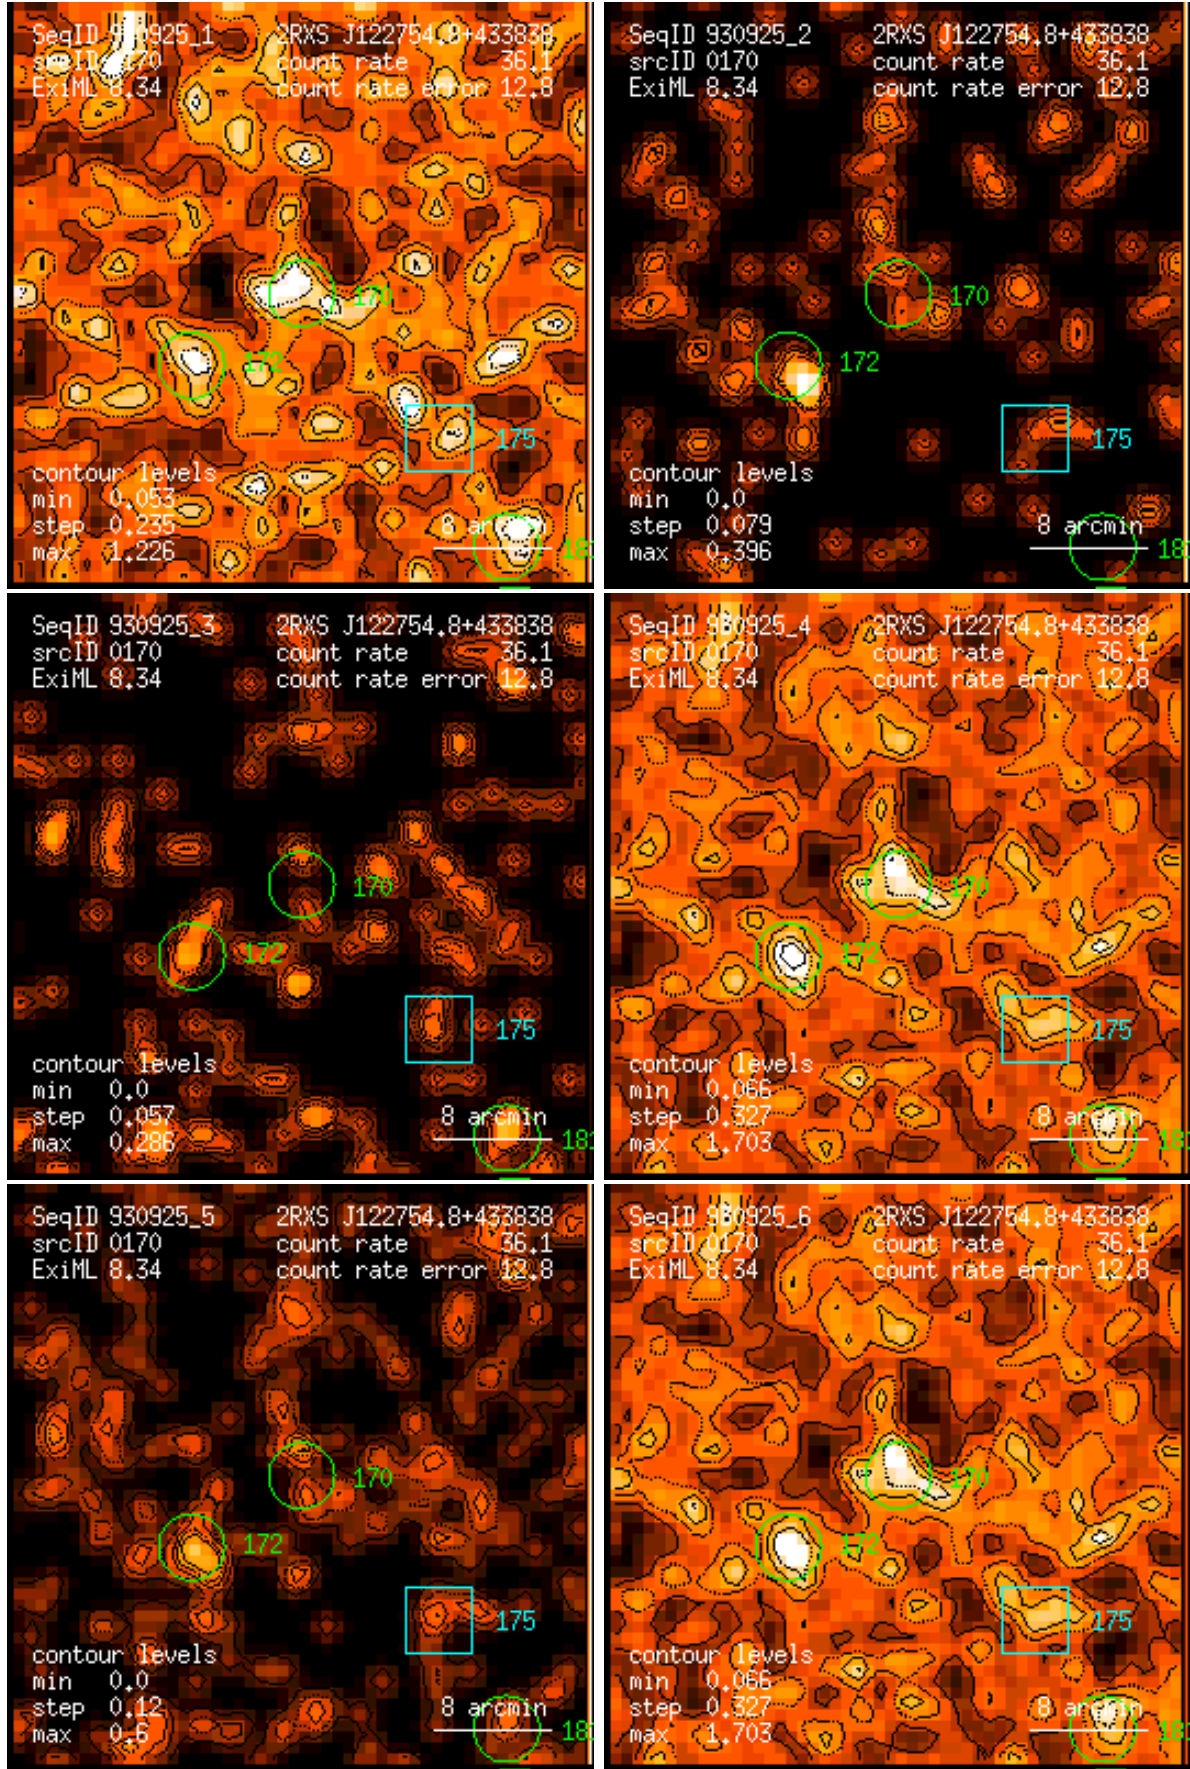 SeqID 930925_1 2RXS J122754.8+433838
srcID 0170 count rate 36.1
ExiML 8.34 count rate error 12.8
170
172
175
contour levels
min 0.053
step 0.235 8 arcmin
max 1.226 18
SeqID 930925_2 2RXS J122754.8+433838
srcID 0170 count rate 36.1
ExiML 8.34 count rate error 12.8
170
172
175
contour levels
min 0.0
step 0.079 8 arcmin
max 0.396 18
SeqID 930925_3 2RXS J122754.8+433838
srcID 0170 count rate 36.1
ExiML 8.34 count rate error 12.8
170
172
175
contour levels
min 0.0
step 0.057 8 arcmin
max 0.286 18
SeqID 930925_4 2RXS J122754.8+433838
srcID 0170 count rate 36.1
ExiML 8.34 count rate error 12.8
170
172
175
contour levels
min 0.066
step 0.327 8 arcmin
max 1.703 18
SeqID 930925_5 2RXS J122754.8+433838
srcID 0170 count rate 36.1
ExiML 8.34 count rate error 12.8
170
172
175
contour levels
min 0.0
step 0.12 8 arcmin
max 0.6 18
SeqID 930925_6 2RXS J122754.8+433838
srcID 0170 count rate 36.1
ExiML 8.34 count rate error 12.8
170
172
175
contour levels
min 0.066
step 0.327 8 arcmin
max 1.703 18